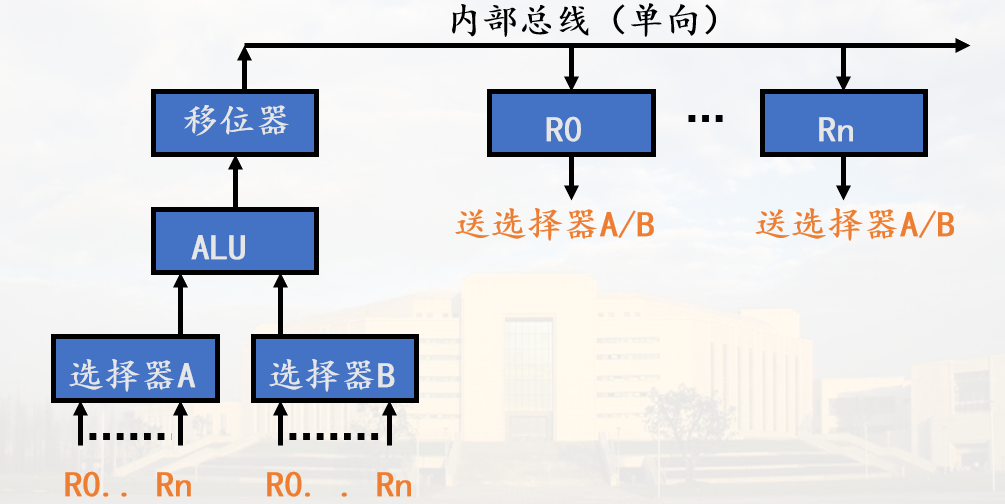 内部总线（单向）
移位器
R0
...
Rn
ALU
送选择器A/B
送选择器A/B
选择器A
选择器B
R0.. Rn
R0. . Rn